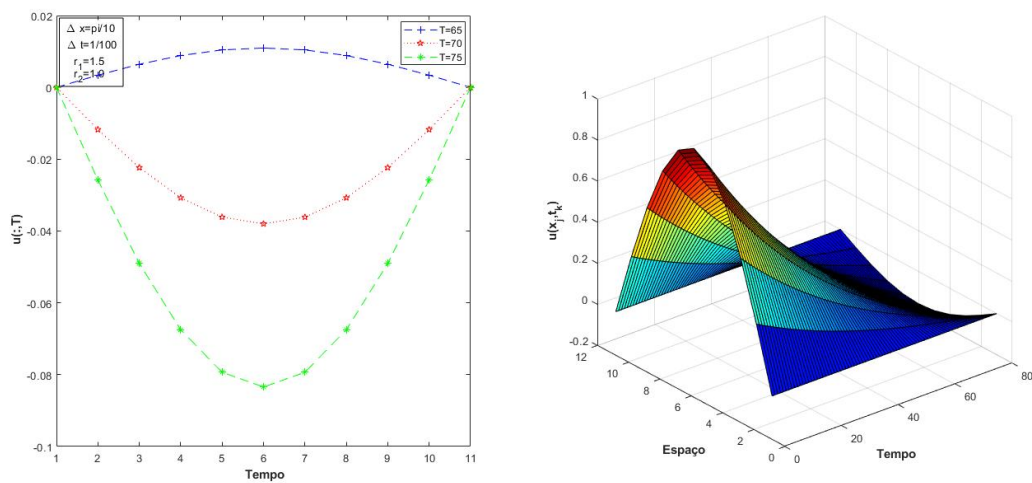 0.02
0
-0.02
-0.04
-0.06
-0.08
-0.1
u(:,T)
Δ x=pi/10
Δ t=1/100
r₁=1.5
r₂=1.9
T=65
T=70
T=75
1 2 3 4 5 6 7 8 9 10 11
Tempo
1
0.8
0.6
0.4
0.2
0
-0.2
u(xⱼ,tₖ)
12 10 8 6 4 2 0
Espaço
0 20 40 60 80
Tempo